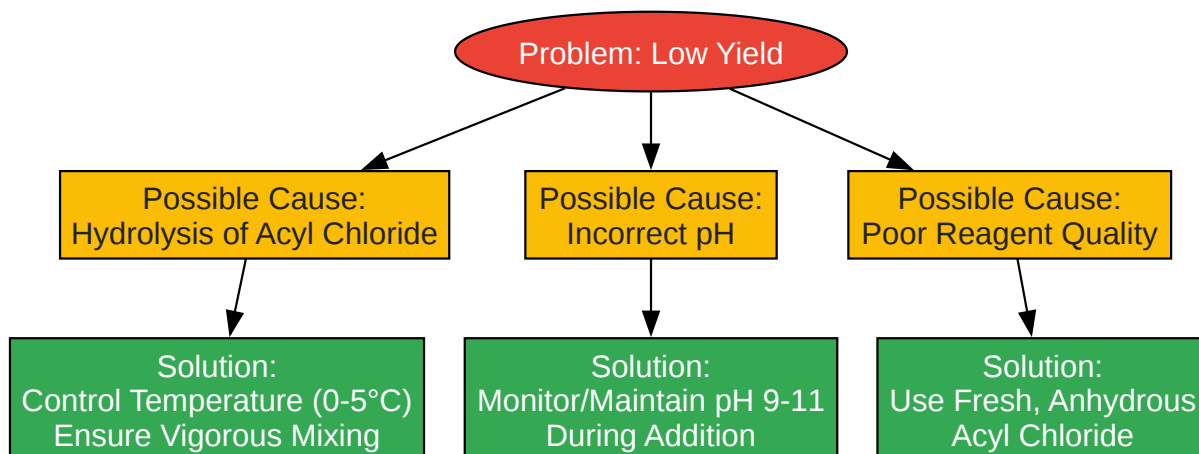 Problem: Low Yield
Possible Cause:
Hydrolysis of Acyl Chloride
Possible Cause:
Incorrect pH
Possible Cause:
Poor Reagent Quality
Solution:
Control Temperature (0-5°C)
Ensure Vigorous Mixing
Solution:
Monitor/Maintain pH 9-11
During Addition
Solution:
Use Fresh, Anhydrous
Acyl Chloride